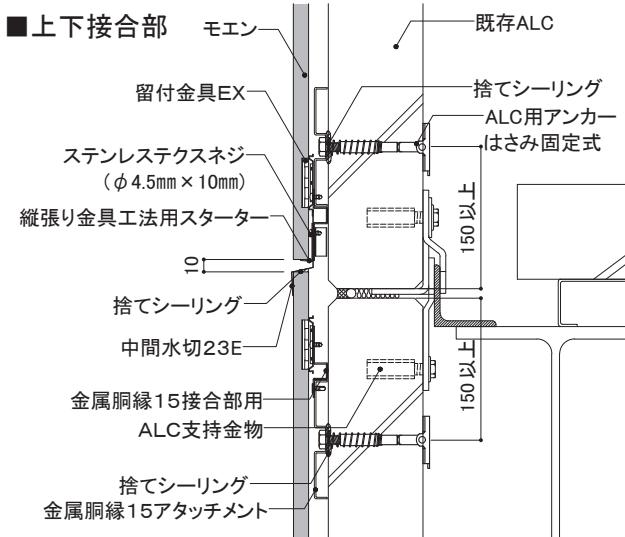 ■上下接合部
モエン
既存ALC
留付金具EX
捨てシーリング
ALC用アンカー
はさみ固定式
ステンレステクスネジ
（φ4.5mm×10mm）
縦張り金具工法用スターター
150以上
10
捨てシーリング
中間水切23E
150以上
金属胴縁15接合部用
ALC支持金物
捨てシーリング
金属胴縁15アタッチメント